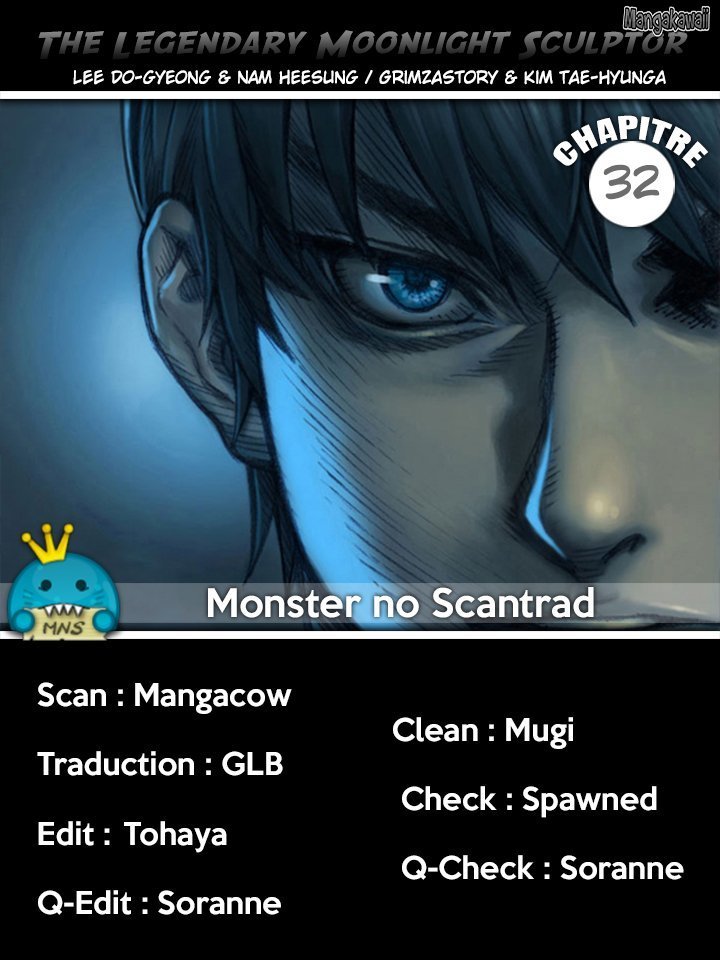 Mangakawaii
The Legendary Moonlight Sculptor
Lee Do-Gyeong & Nam Heesung / Grimzastory & Kim Tae-Hyunga
CHAPITRE
32
MNS
Monster no Scantrad
Scan : Mangacow
Clean : Mugi
Traduction : GLB
Check : Spawned
Edit : Tohaya
Q-Check : Soranne
Q-Edit : Soranne